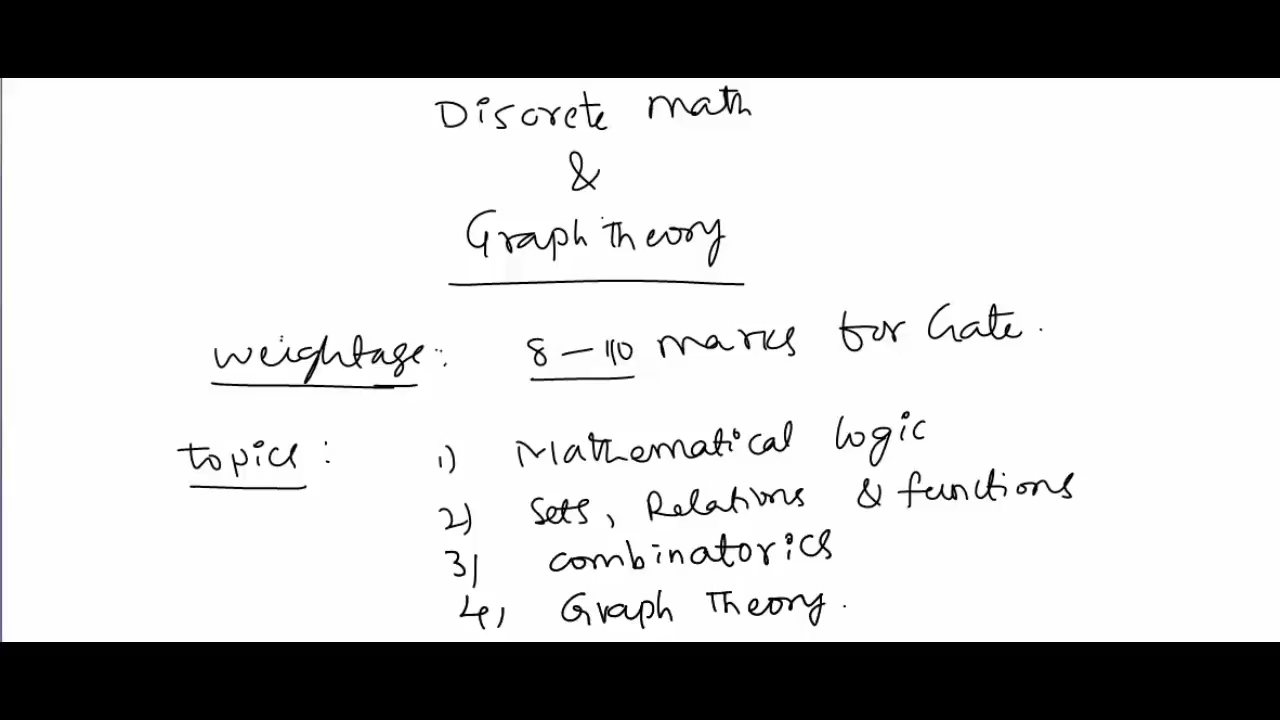 Discrete math
&
Graph Theory
Weightage: 8 - 10 marks for Gate.
topics: 1) Mathematical logic
2) Sets, Relations & functions
3) Combinatorics
4) Graph Theory.